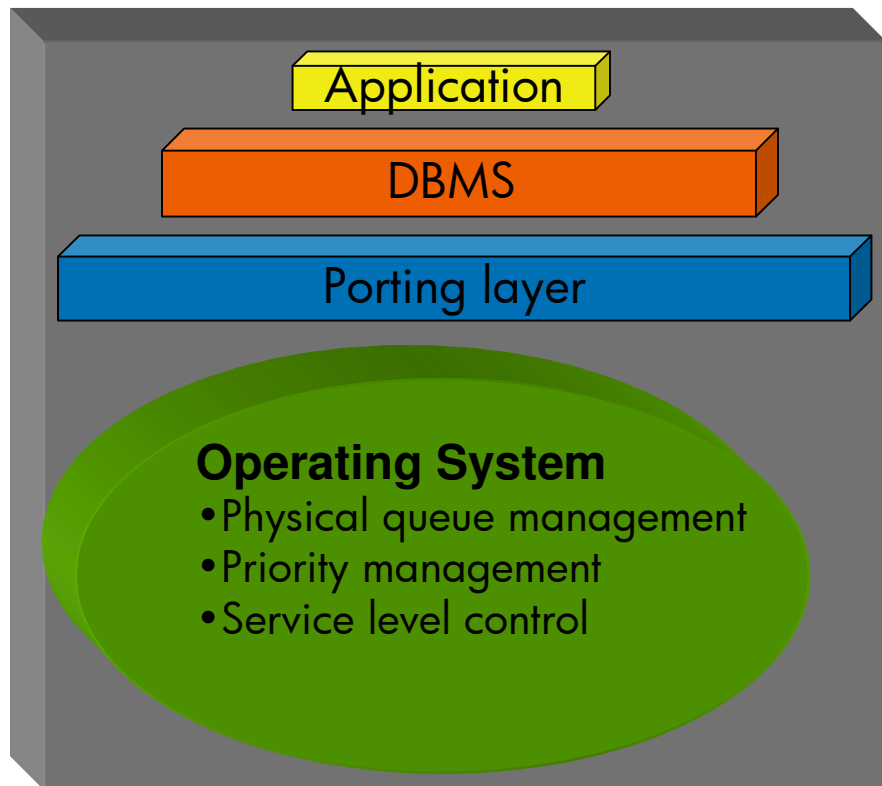 Application
DBMS
Porting layer
Operating System
•Physical queue management
•Priority management
•Service level control